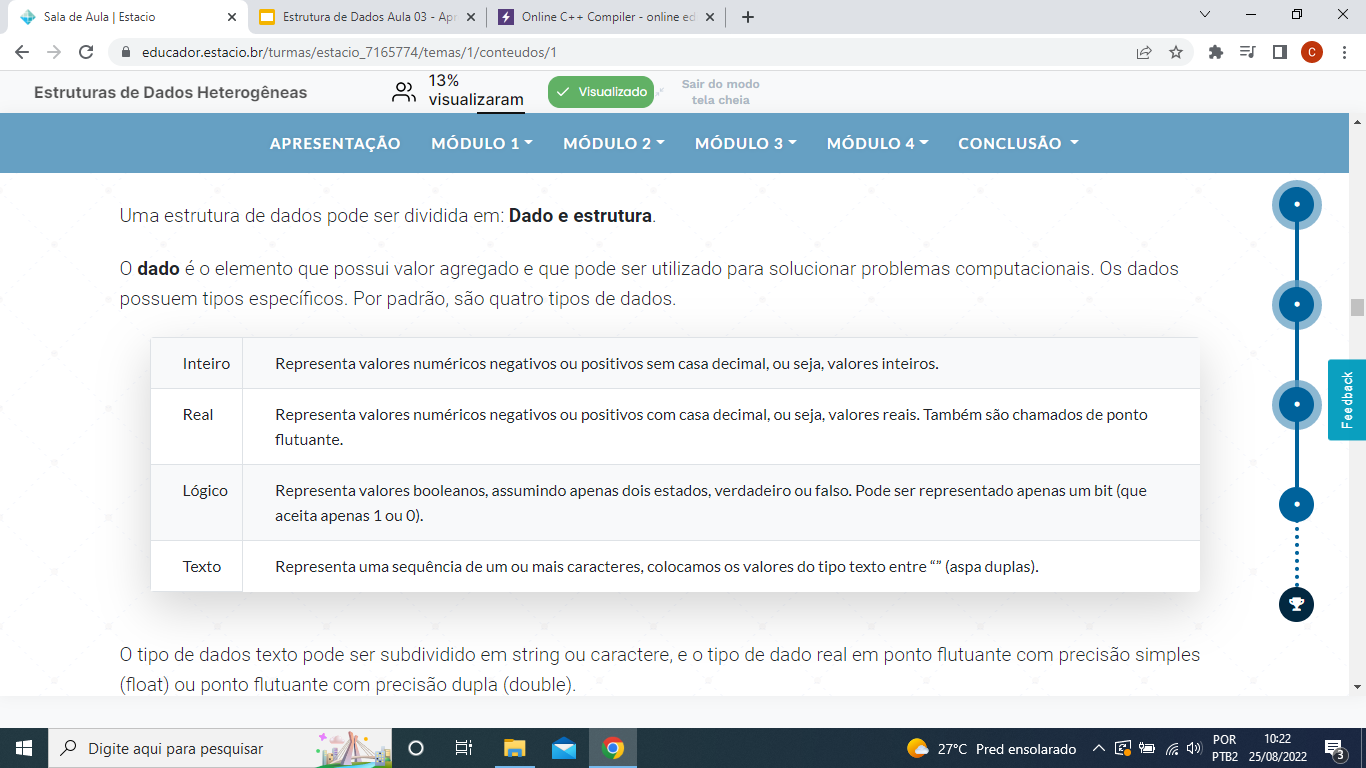 Sala de Aula | Estacio
Estrutura de Dados Aula 03 - Apr
Online C++ Compiler - online ed
educador.estacio.br/turmas/estacio_7165774/temas/1/conteudos/1
C
Estruturas de Dados Heterogêneas
13%
visualizaram
Visualizado
Sair do modo
tela cheia
APRESENTAÇÃO MÓDULO 1 MÓDULO 2 MÓDULO 3 MÓDULO 4 CONCLUSÃO
Uma estrutura de dados pode ser dividida em: Dado e estrutura.
O dado é o elemento que possui valor agregado e que pode ser utilizado para solucionar problemas computacionais. Os dados
possuem tipos específicos. Por padrão, são quatro tipos de dados.
Inteiro Representa valores numéricos negativos ou positivos sem casa decimal, ou seja, valores inteiros.
Real Representa valores numéricos negativos ou positivos com casa decimal, ou seja, valores reais. Também são chamados de ponto
flutuante.
Lógico Representa valores booleanos, assumindo apenas dois estados, verdadeiro ou falso. Pode ser representado apenas um bit (que
aceita apenas 1 ou 0).
Texto Representa uma sequência de um ou mais caracteres, colocamos os valores do tipo texto entre “” (aspa duplas).
O tipo de dados texto pode ser subdividido em string ou caractere, e o tipo de dado real em ponto flutuante com precisão simples
(float) ou ponto flutuante com precisão dupla (double).
Feedback
Digite aqui para pesquisar
27°C Pred ensolarado
POR
PTB2
10:22
25/08/2022
3